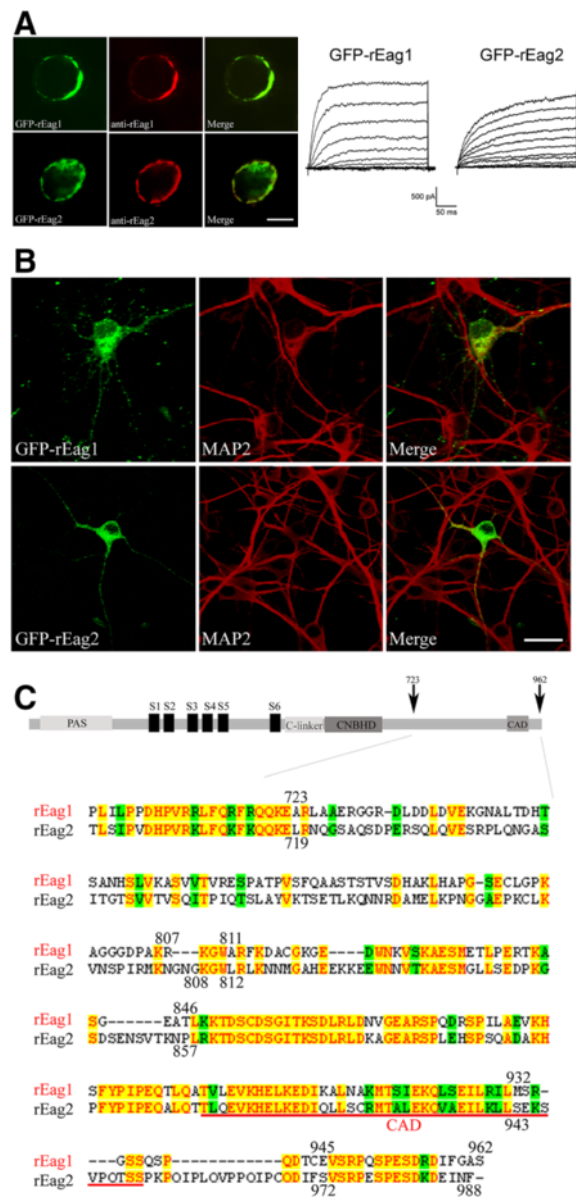 A
GFP-rEag1 anti-rEag1 Merge
GFP-rEag2 anti-rEag2 Merge
GFP-rEag1 GFP-rEag2
500 pA
50 ms
B
GFP-rEag1 MAP2 Merge
GFP-rEag2 MAP2 Merge
C
723 962
PAS S1 S2 S3 S4 S5 S6 C-linker CNBHD CAD
723
rEag1 PLILPPDHPVRRLFQRFRQQKEARLAAERGGR-DLDDLDVEKGNALTDHT
rEag2 TLSIPVDHPVRKLFQKFKQQKELRNQGSAQSDPERSQLQVESRPLQNGAS
719
rEag1 SANHSLVKASVVTVRESPATPVSFQAASTSTVSDHAKLHAPG-SECLGPK
rEag2 ITGTSVVTVSQITPIQTSLAYVKTSETLKQNNRDAMELKPNGGAEPKCLK
807 811
rEag1 AGGGDPAKR---KGWARFKDACGKGE----DWNKVSKAESMETLPERTKA
rEag2 VNSPIRMKNGNGKGWLRLKNNMGAHEEKKEEWNNVTKAESMGLLSEDPKG
808 812
846
rEag1 SG------EATLKKTDSCDSGITKSDLRLDNVGEARSPQDRSPILAEVKH
rEag2 SDSENSVTKNPLRKTDSCDSGITKSDLRLDKAGEARSPLEHSPSQADAKH
857
932
rEag1 SFYPIPEQTLQATVLEVKHELKEDIKALNAKMTSIEKQLSEILRILMSR-
rEag2 PFYPIPEQALQTTLQEVKHELKEDIQLLSCRMTALEKQVAEILKLLSEKS
CAD 943
945 962
rEag1 ---GSSQSP------------QDTCEVSRPQSPESDRDIFGAS
rEag2 VPQTSSPKPQIPLQVPPQIPCQDIFSVSRPQSPESDKDEINF-
972 988